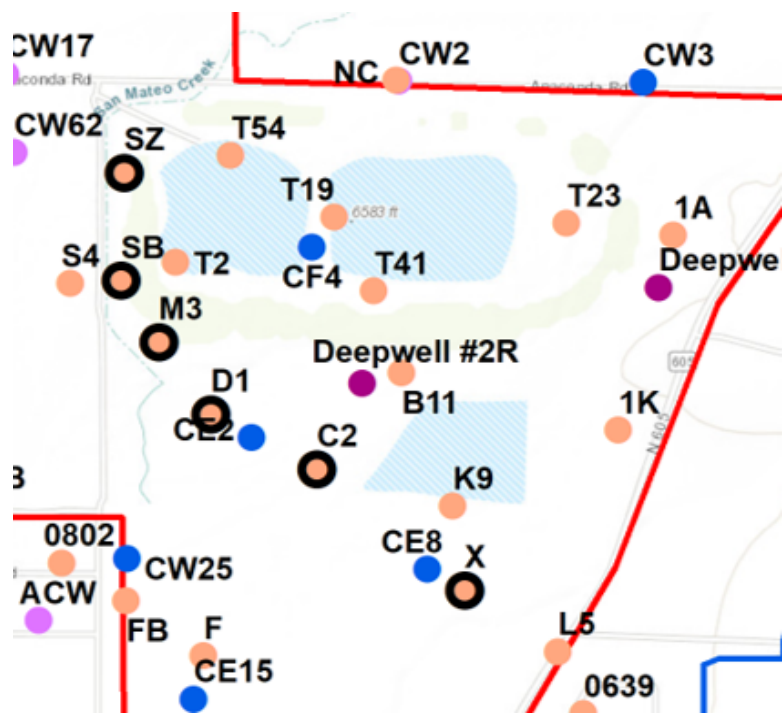 CW17
CW2
CW3
NC
aconda Rd
Anaconda Rd
San Mateo Creek
CW62
SZ
T54
T19
6583 ft
T23
1A
S4
SB
T2
CF4
T41
Deepwe
M3
Deepwell #2R
605
D1
B11
1K
CE2
C2
N 605
B
K9
0802
CE8
X
CW25
ACW
FB
F
L5
CE15
0639